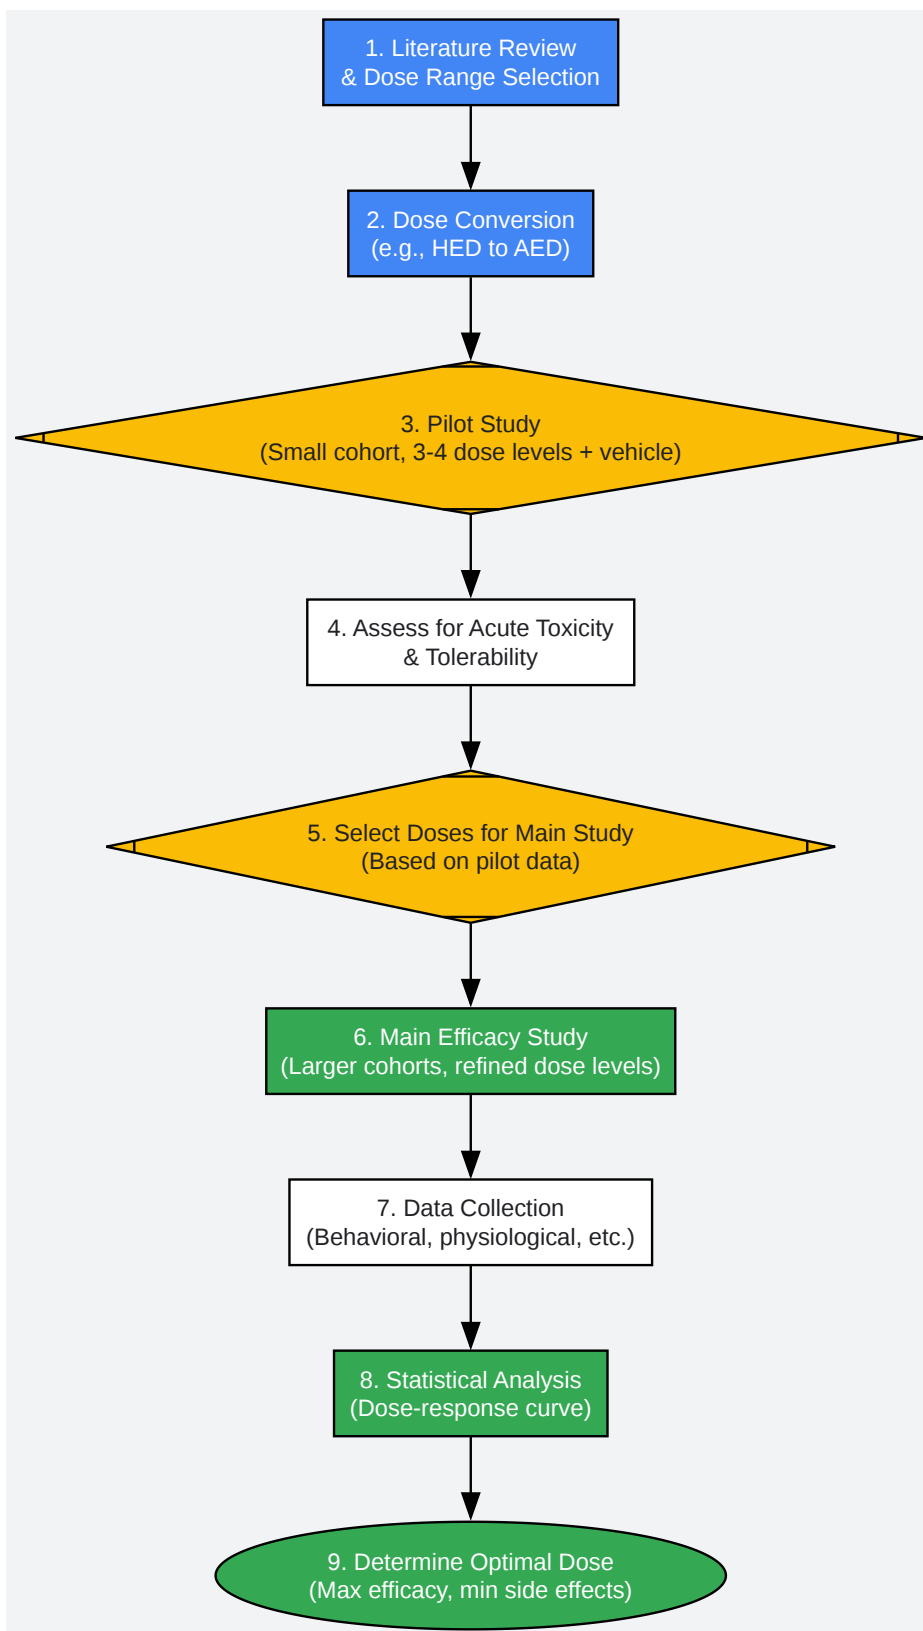 1. Literature Review
& Dose Range Selection
2. Dose Conversion
(e.g., HED to AED)
3. Pilot Study
(Small cohort, 3-4 dose levels + vehicle)
4. Assess for Acute Toxicity
& Tolerability
5. Select Doses for Main Study
(Based on pilot data)
6. Main Efficacy Study
(Larger cohorts, refined dose levels)
7. Data Collection
(Behavioral, physiological, etc.)
8. Statistical Analysis
(Dose-response curve)
9. Determine Optimal Dose
(Max efficacy, min side effects)